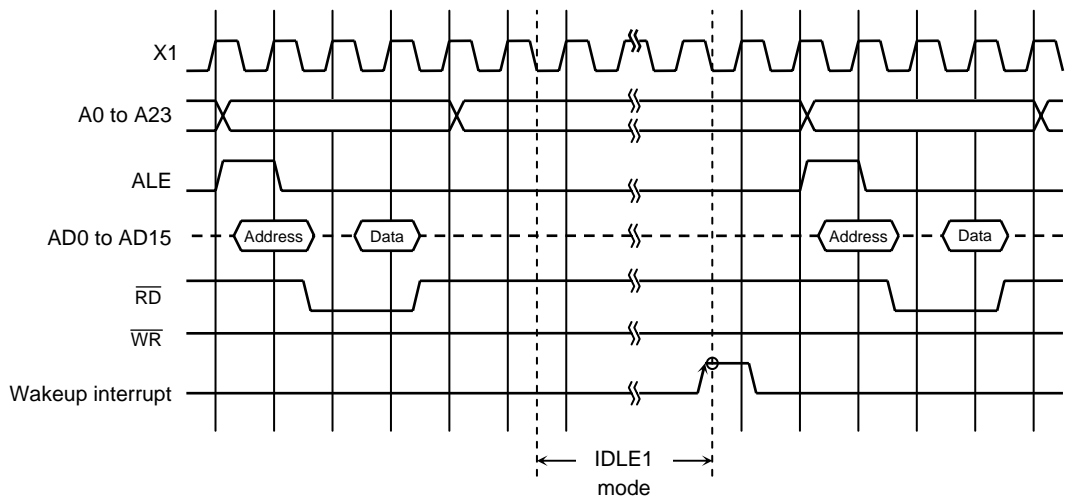 X1
A0 to A23
ALE
AD0 to AD15
Address
Data
Address
Data
RD
WR
Wakeup interrupt
IDLE1
mode